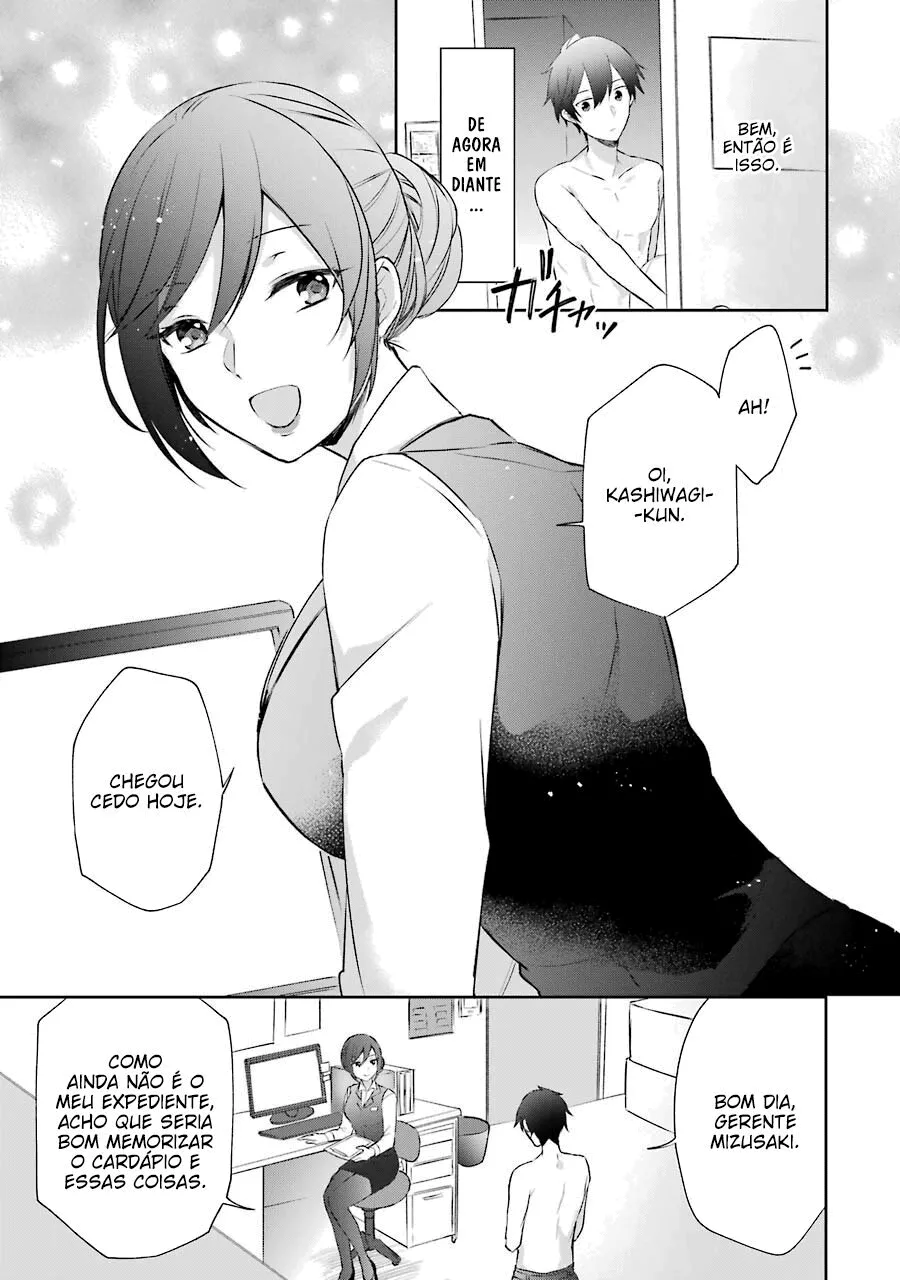 BEM,
ENTÃO É
ISSO.
DE
AGORA
EM
DIANTE
...
ガチャッ
AH!
OI,
KASHIWAGI-
-KUN.
CHEGOU
CEDO HOJE.
BOM DIA,
GERENTE
MIZUSAKI.
COMO
AINDA NÃO É O
MEU EXPEDIENTE,
ACHO QUE SERIA
BOM MEMORIZAR
O CARDÁPIO E
ESSAS COISAS.